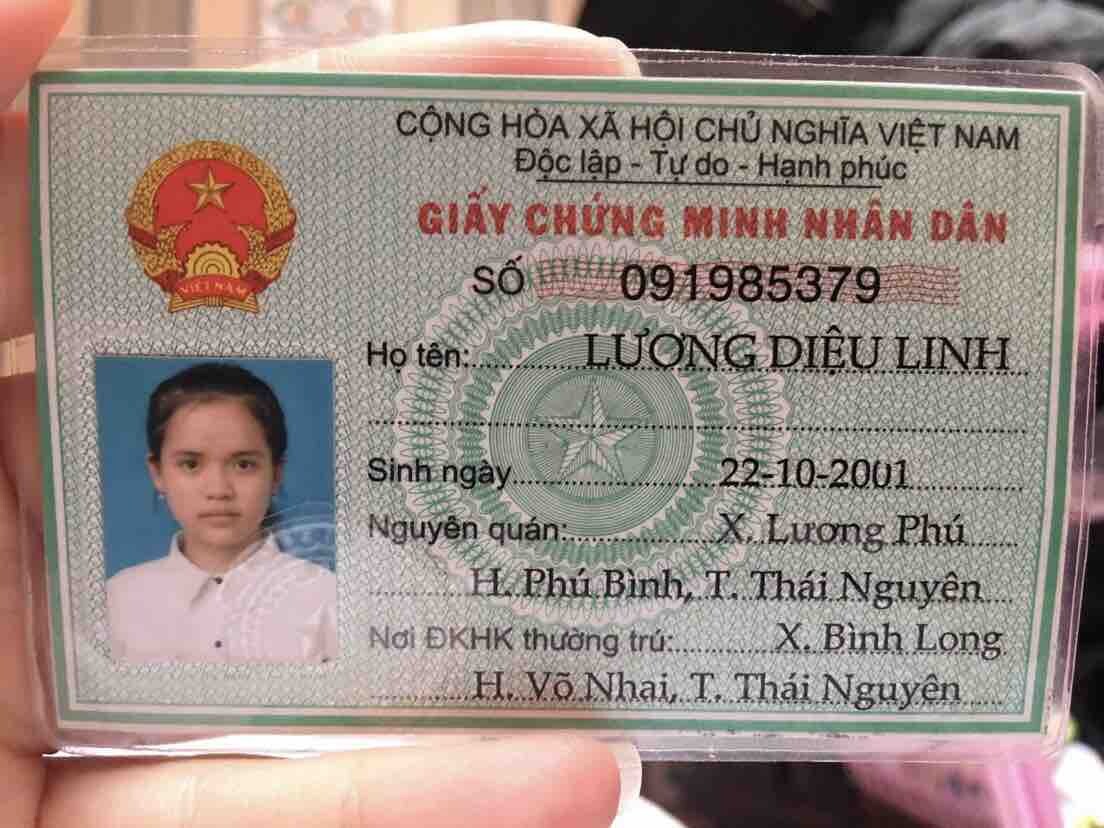 CỘNG HÒA XÃ HỘI CHỦ NGHĨA VIỆT NAM
Độc lập - Tự do - Hạnh phúc
GIẤY CHỨNG MINH NHÂN DÂN
SỐ 091985379
VIỆT NAM
Họ tên: LƯƠNG DIỆU LINH
Sinh ngày 22-10-2001
Nguyên quán: X. Lương Phú
H. Phú Bình, T. Thái Nguyên
Nơi ĐKHK thường trú: X. Bình Long
H. Võ Nhai, T. Thái Nguyên